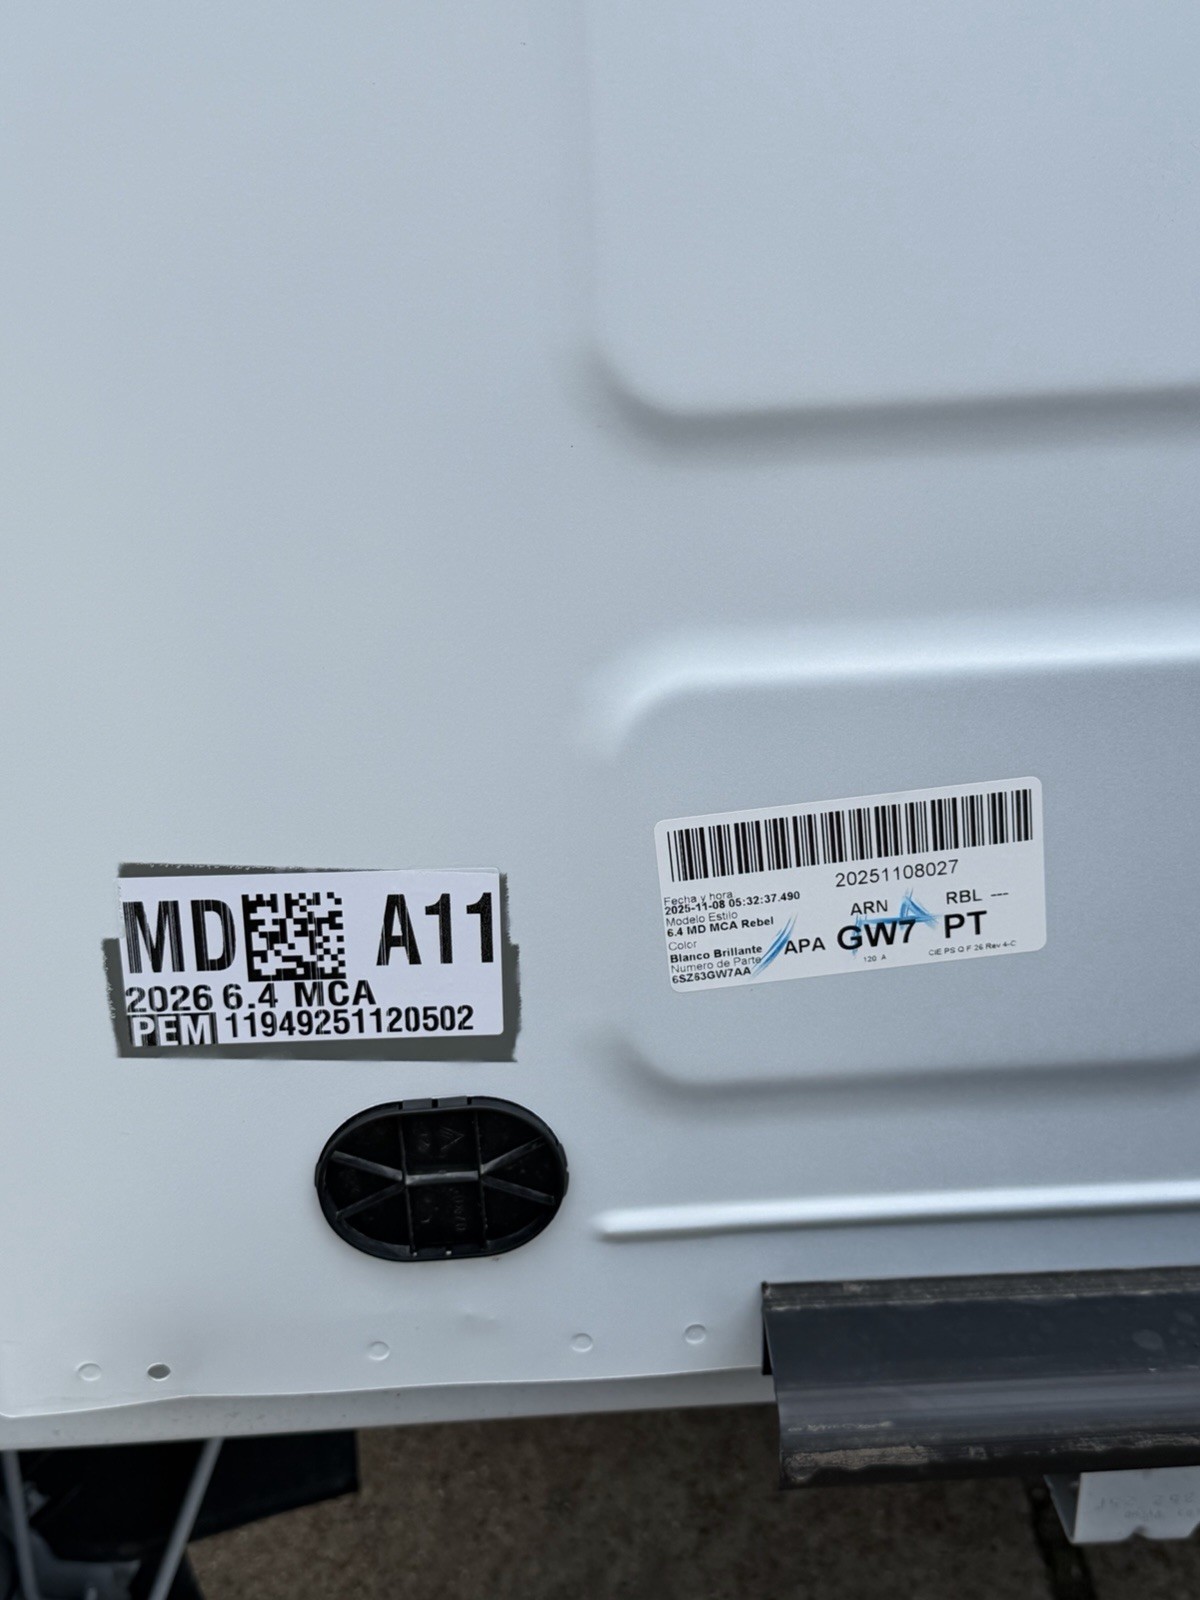 MD A11
2026 6.4 MCA
PEM 11949251120502
20251108027
Fecha y hora
2025-11-08 05:32:37.490
Modelo Estilo
6.4 MD MCA Rebel
Color
Blanco Brillante
Numero de Parte
6SZ63GW7AA
APA
ARN
GW7
120 A
RBL ---
PT
CIE PS Q F 26 Rev 4-C